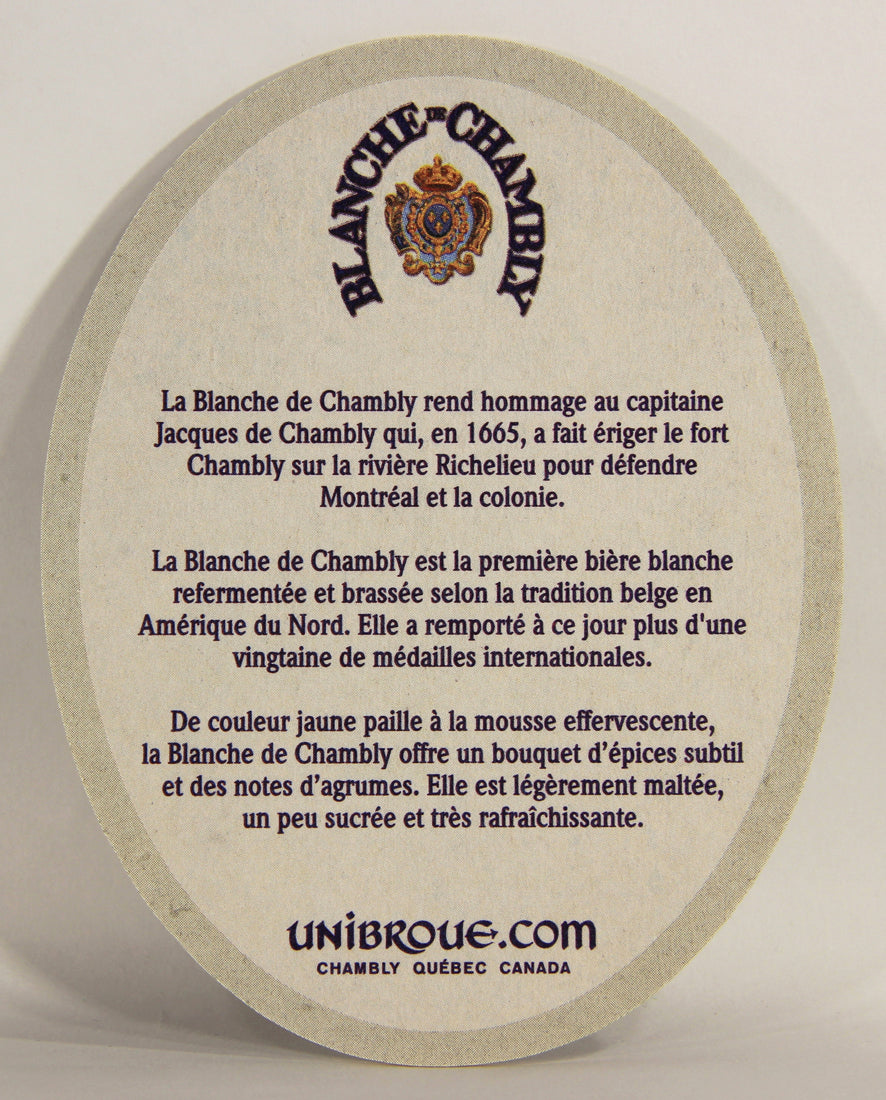 BLANCHE DE CHAMBLY
La Blanche de Chambly rend hommage au capitaine
Jacques de Chambly qui, en 1665, a fait ériger le fort
Chambly sur la rivière Richelieu pour défendre
Montréal et la colonie.
La Blanche de Chambly est la première bière blanche
refermentée et brassée selon la tradition belge en
Amérique du Nord. Elle a remporté à ce jour plus d'une
vingtaine de médailles internationales.
De couleur jaune paille à la mousse effervescente,
la Blanche de Chambly offre un bouquet d’épices subtil
et des notes d’agrumes. Elle est légèrement maltée,
un peu sucrée et très rafraîchissante.
UNIBROUE.COM
CHAMBLY QUÉBEC CANADA